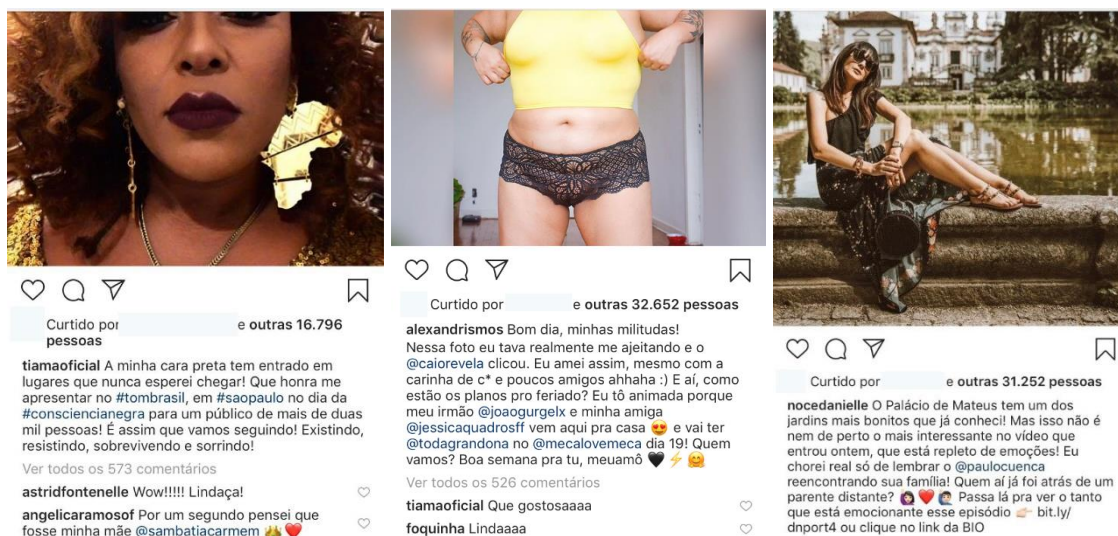 Curtido por e outras 16.796
pessoas
tiamaoficial A minha cara preta tem entrado em
lugares que nunca esperei chegar! Que honra me
apresentar no #tombrasil, em #saopaulo no dia da
#conscienciane​gra para um público de mais de duas
mil pessoas! É assim que vamos seguindo! Existindo,
resistindo, sobrevivendo e sorrindo!
Ver todos os 573 comentários
astridfontenelle Wow!!!!! Lindaça!
angelicaramosof Por um segundo pensei que
fosse minha mãe @sambatiacarmem 👑❤️
Curtido por e outras 32.652 pessoas
alexandrismos Bom dia, minhas militudas!
Nessa foto eu tava realmente me ajeitando e o
@caiorevela clicou. Eu amei assim, mesmo com a
carinha de c* e poucos amigos ahhaha :) E aí, como
estão os planos pro feriado? Eu tô animada porque
meu irmão @joaogurgelx e minha amiga
@jessicaquadrosff vem aqui pra casa 😍 e vai ter
@todagrandona no @mecalovemeca dia 19! Quem
vamos? Boa semana pra tu, meuamô 🖤⚡🤗
Ver todos os 526 comentários
tiamaoficial Que gostosaaaa
foquinha Lindaaaa
Curtido por e outras 31.252 pessoas
nocedanielle O Palácio de Mateus tem um dos
jardins mais bonitos que já conheci! Mas isso não é
nem de perto o mais interessante no vídeo que
entrou ontem, que está repleto de emoções! Eu
chorei real só de lembrar o @paulocuenca
reencontrando sua família! Quem aí já foi atrás de um
parente distante? 🙋🏻‍♀️❤️🙋🏻‍♂️ Passa lá pra ver o tanto
que está emocionante esse episódio 👉🏻 bit.ly/
dnport4 ou clique no link da BIO